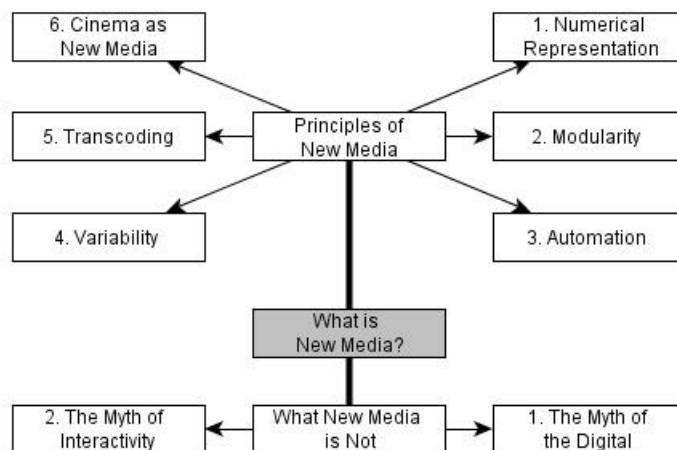 6. Cinema as
New Media
1. Numerical
Representation
5. Transcoding
Principles of
New Media
2. Modularity
4. Variability
3. Automation
What is
New Media?
2. The Myth of
Interactivity
What New Media
is Not
1. The Myth of
the Digital